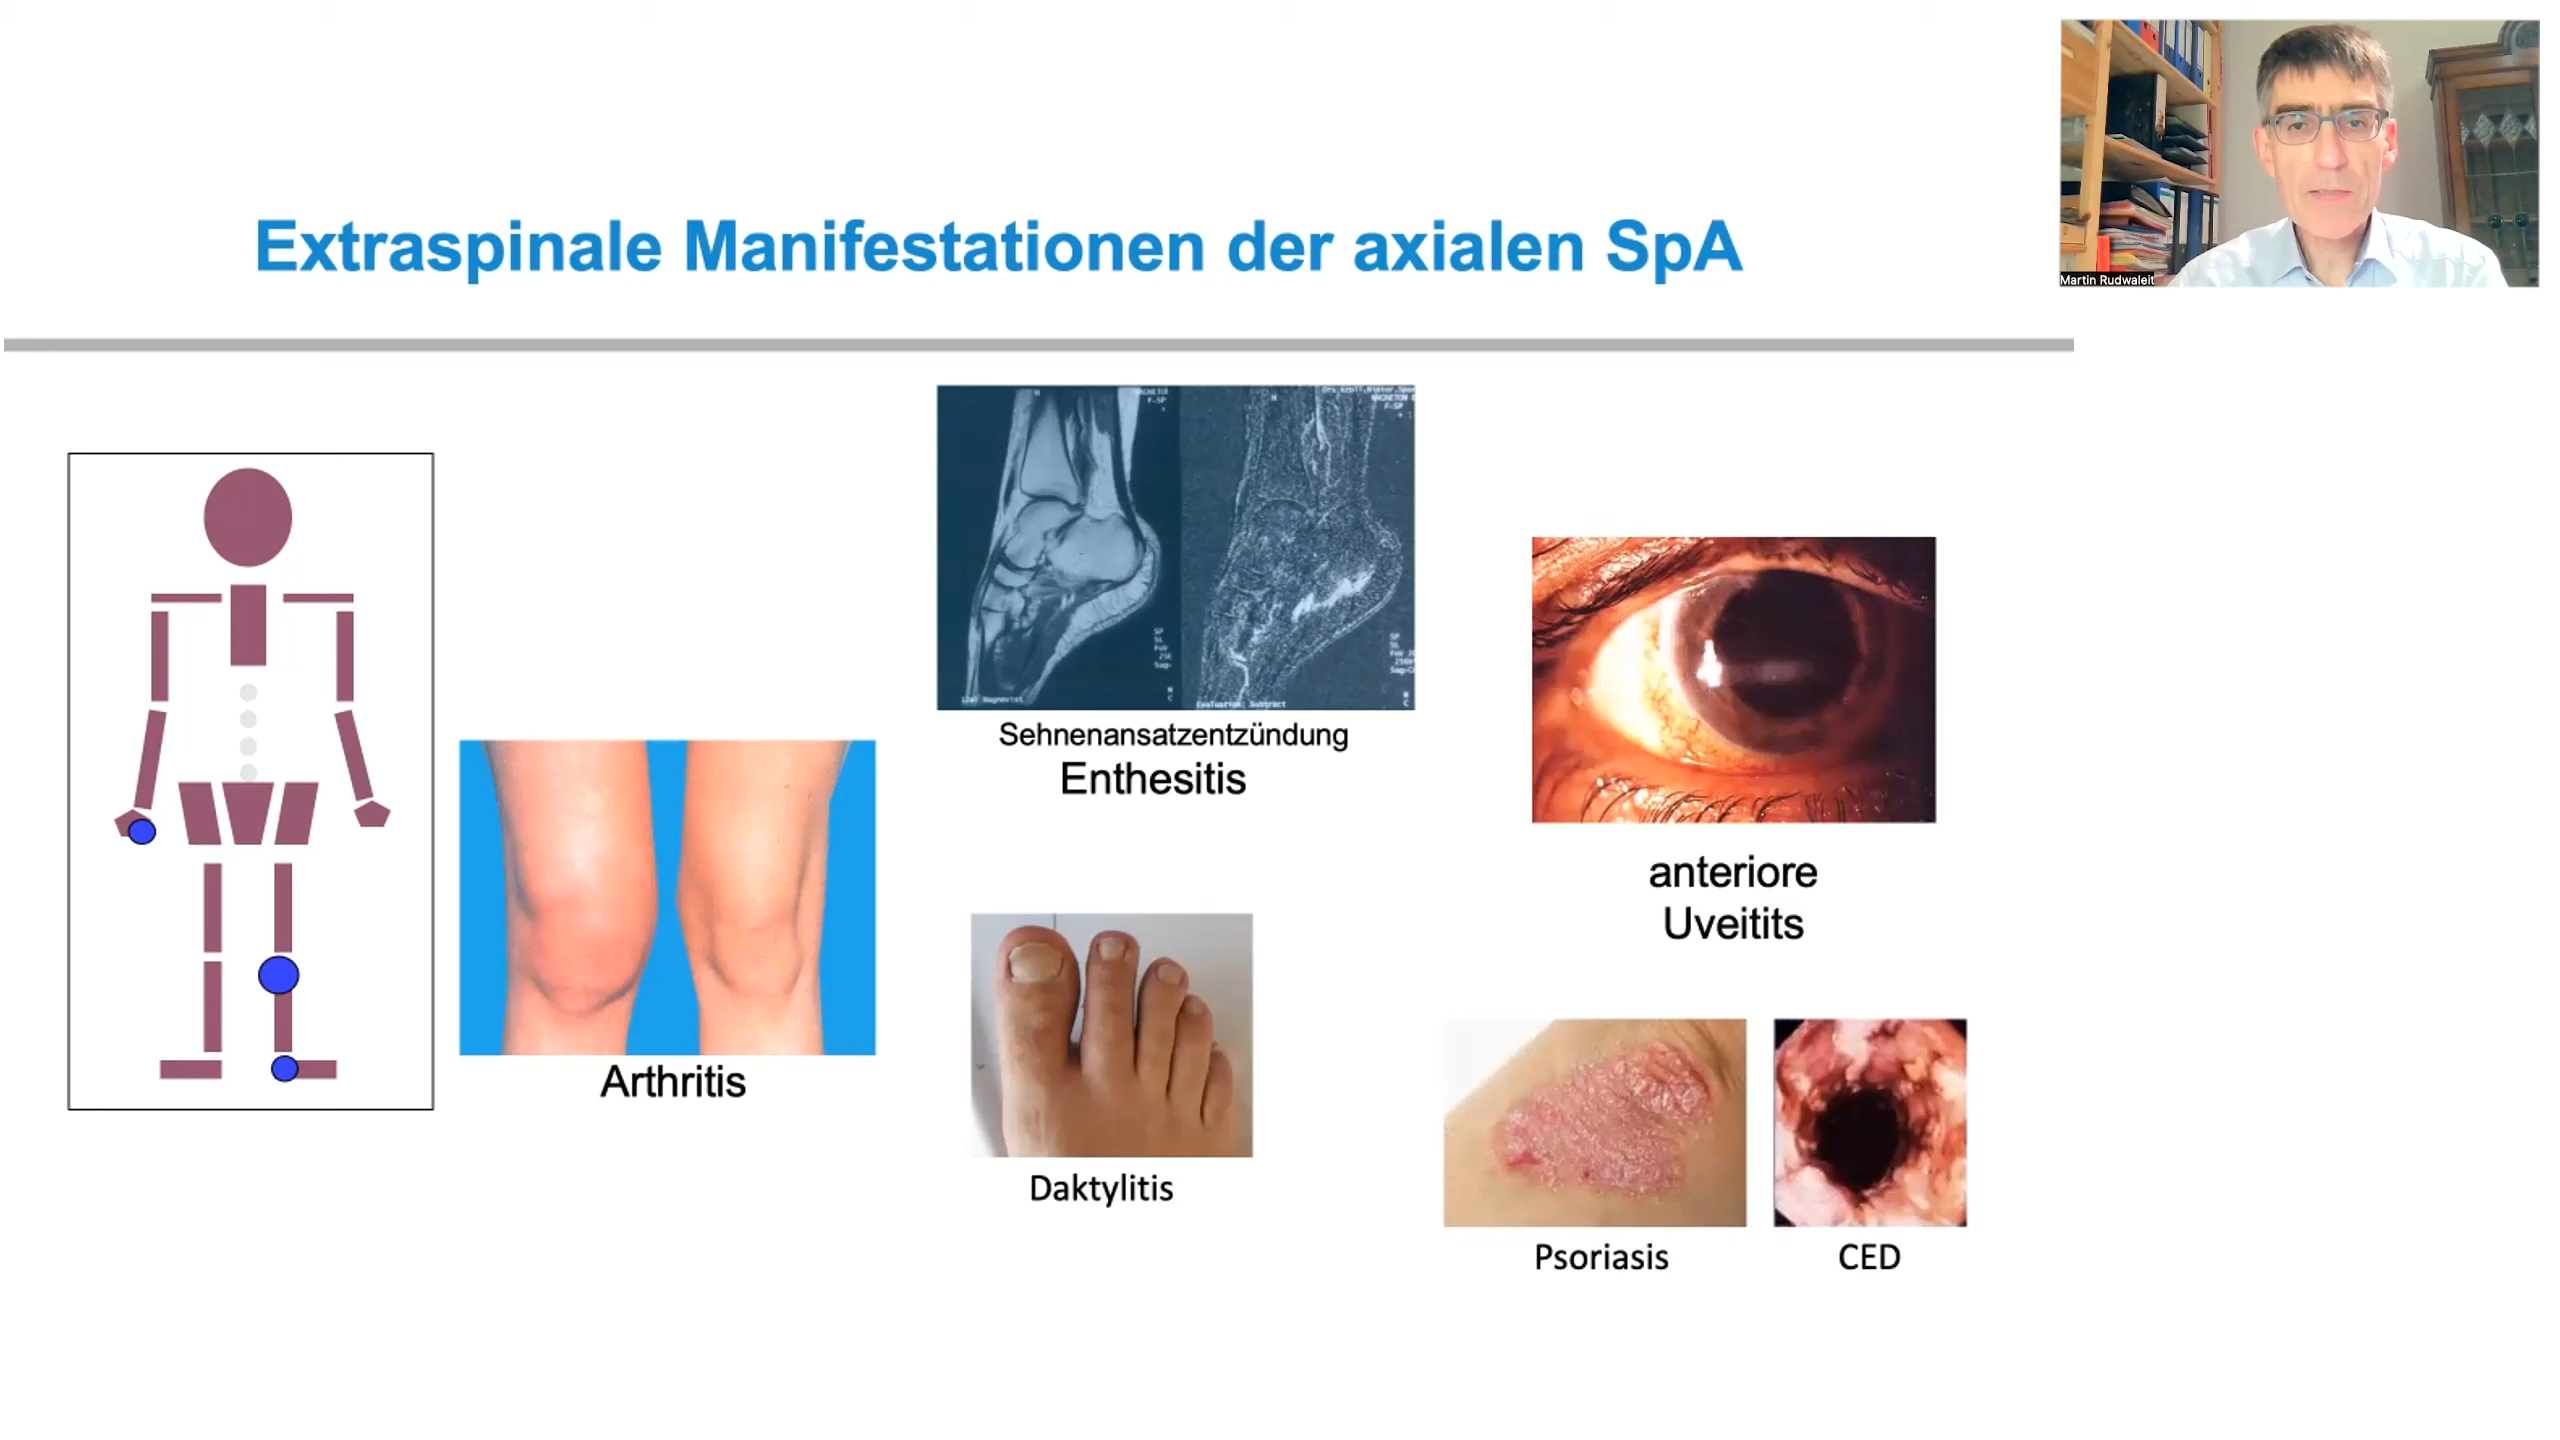 Martin Rudwaleit
Extraspinale Manifestationen der axialen SpA
Sehnenansatzentzündung
Enthesitis
anteriore
Uveitits
Arthritis
Daktylitis
Psoriasis
CED